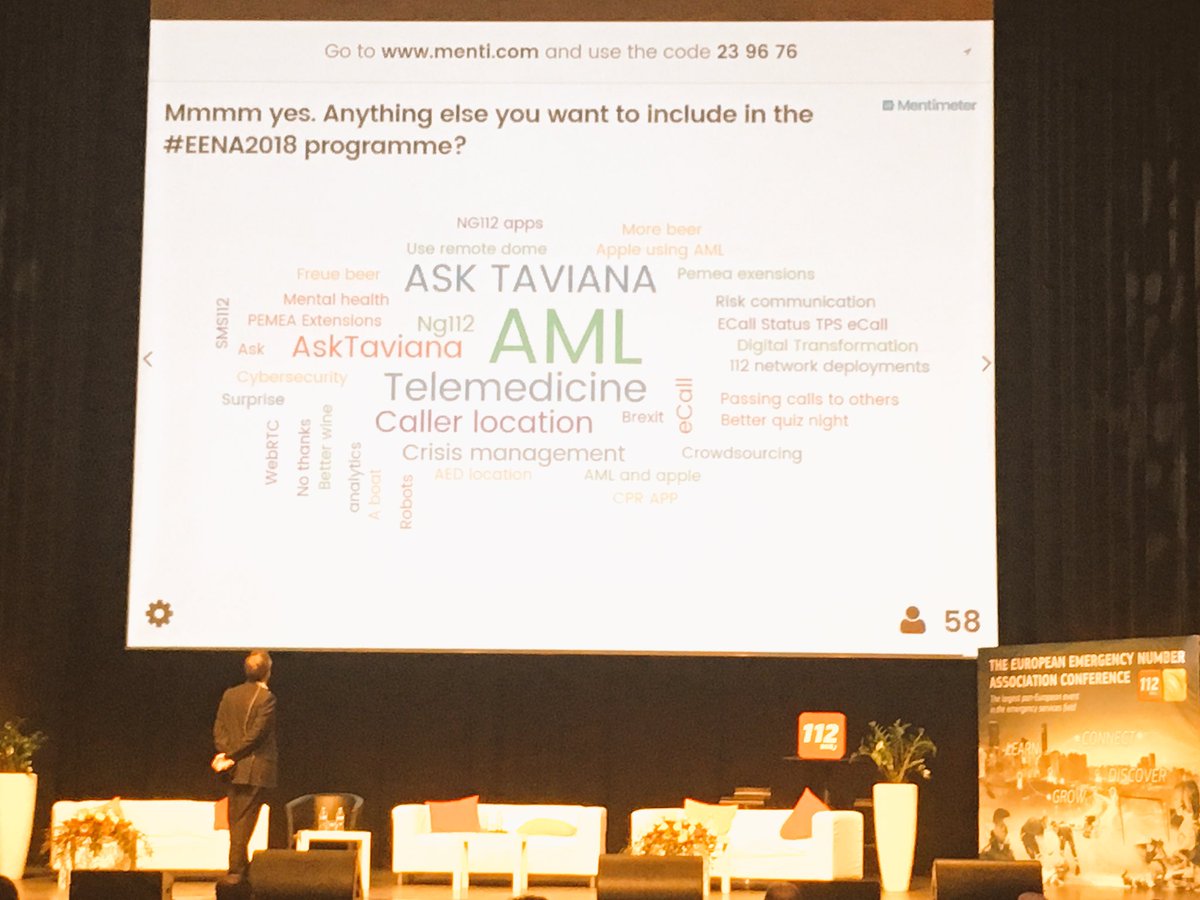 Go to www.menti.com and use the code 23 96 76
Mentimeter
Mmmm yes. Anything else you want to include in the
#EENA2018 programme?
NG112 apps
More beer
Use remote dome
Apple using AML
Freue beer
ASK TAVIANA
Pemea exensions
Mental health
Risk communication
SMS112
PEMEA Extensions
Ng112
AML
ECall Status TPS eCall
Ask
AskTaviana
Digital Transformation
112 network deployments
Cybersecurity
Telemedicine
Surprise
Caller location
Brexit
eCall
Passing calls to others
Better quiz night
WebRTC
No thanks
Better wine
analytics
A boat
Robots
Crisis management
Crowdsourcing
AED location
AML and apple
CPR APP
58
THE EUROPEAN EMERGENCY NUMBER
ASSOCIATION CONFERENCE
112
The largest pan-European event
in the emergency services field
LEARN
CONNECT
DISCOVER
GROW
112